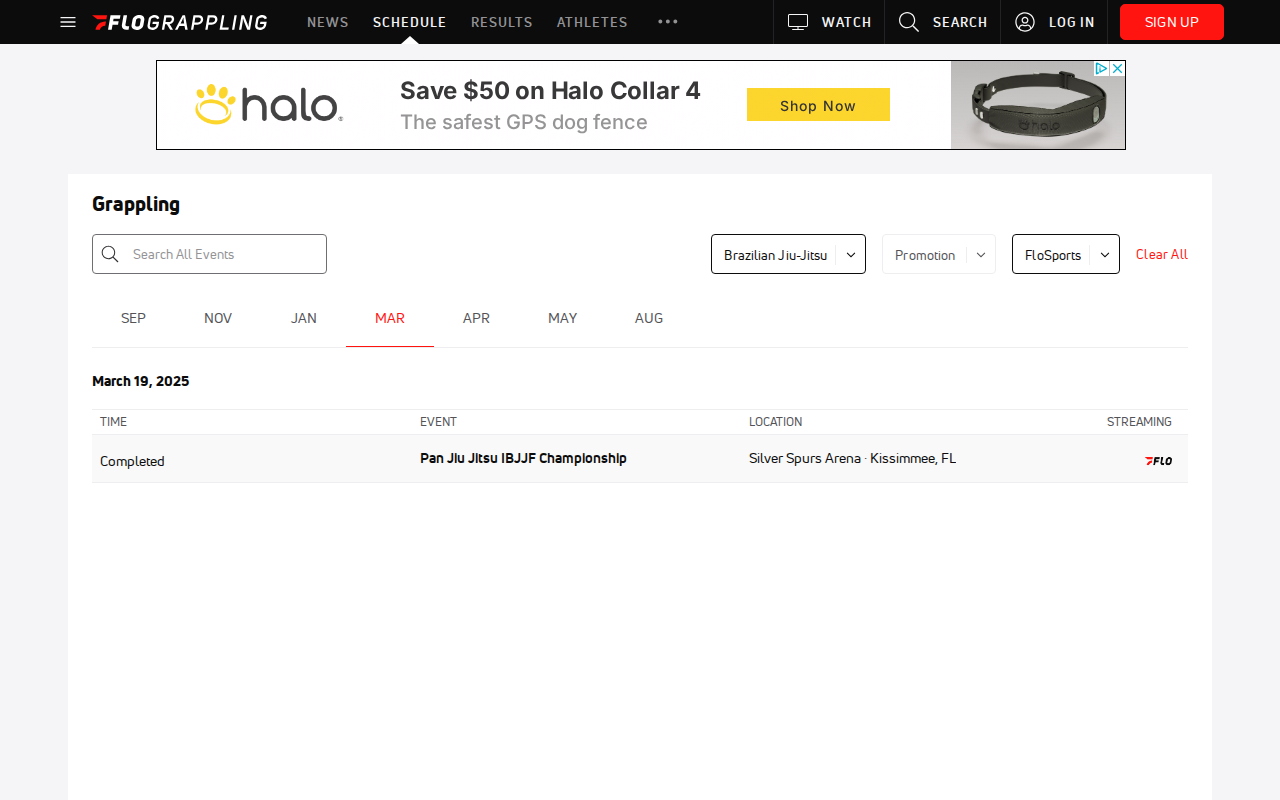 FLOGRAPPLING NEWS SCHEDULE RESULTS ATHLETES WATCH SEARCH LOG IN SIGN UP
halo®
Save $50 on Halo Collar 4
The safest GPS dog fence
Shop Now
halo
Grappling
Search All Events
Brazilian Jiu-Jitsu
Promotion
FloSports
Clear All
SEP NOV JAN MAR APR MAY AUG
March 19, 2025
TIME EVENT LOCATION STREAMING
Completed Pan Jiu Jitsu IBJJF Championship Silver Spurs Arena · Kissimmee, FL FLO